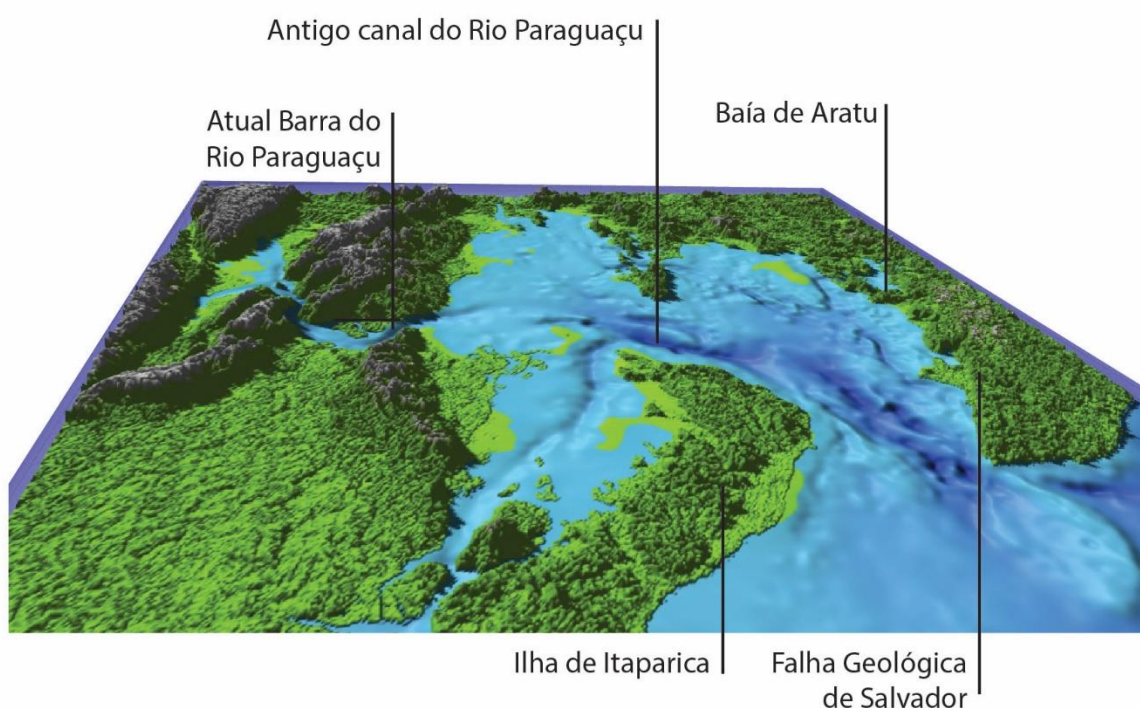 Antigo canal do Rio Paraguaçu
Atual Barra do
Rio Paraguaçu
Baía de Aratu
Ilha de Itaparica
Falha Geológica
de Salvador